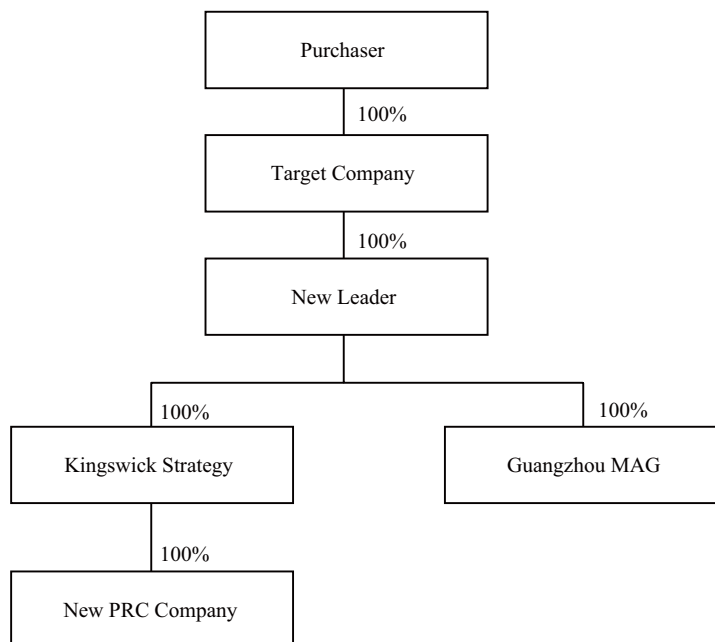 Purchaser
100%
Target Company
100%
New Leader
100%
100%
Kingswick Strategy
Guangzhou MAG
100%
New PRC Company